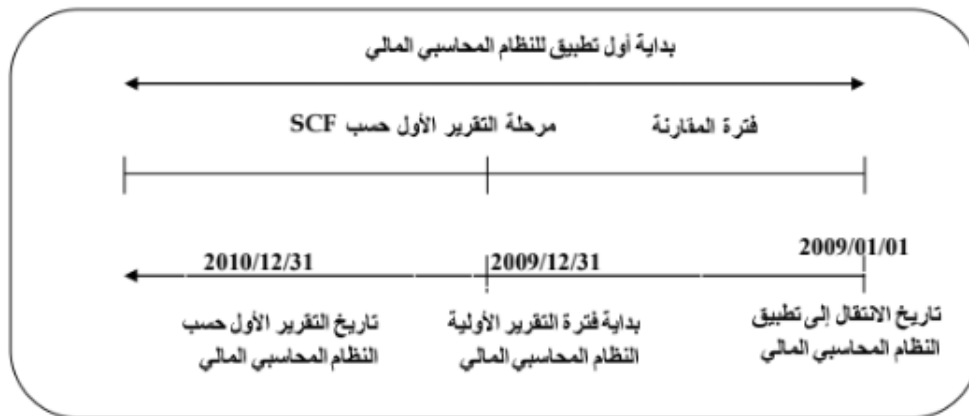 بداية أول تطبيق للنظام المحاسبي المالي
فترة المقارنة
مرحلة التقرير الأول حسب SCF
2009/01/01
2009/12/31
2010/12/31
تاريخ الانتقال إلى تطبيق
النظام المحاسبي المالي
بداية فترة التقرير الأولية
النظام المحاسبي المالي
تاريخ التقرير الأول حسب
النظام المحاسبي المالي